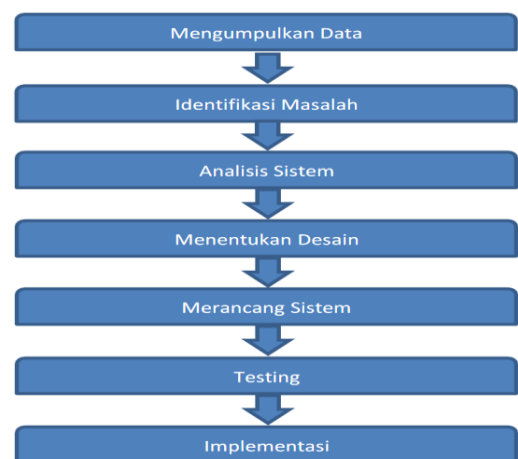 Mengumpulkan Data
Identifikasi Masalah
Analisis Sistem
Menentukan Desain
Merancang Sistem
Testing
Implementasi